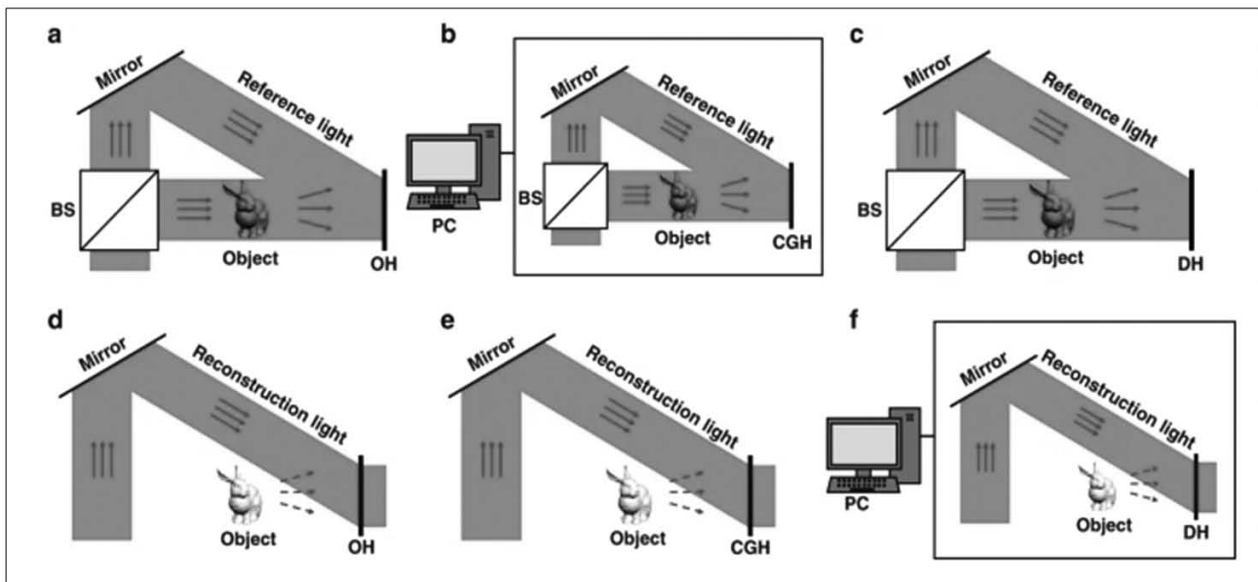 a
Mirror
Reference light
BS
Object
OH
b
Mirror
Reference light
PC
BS
Object
CGH
c
Mirror
Reference light
BS
Object
DH
d
Mirror
Reconstruction light
Object
OH
e
Mirror
Reconstruction light
Object
CGH
f
Mirror
Reconstruction light
PC
Object
DH